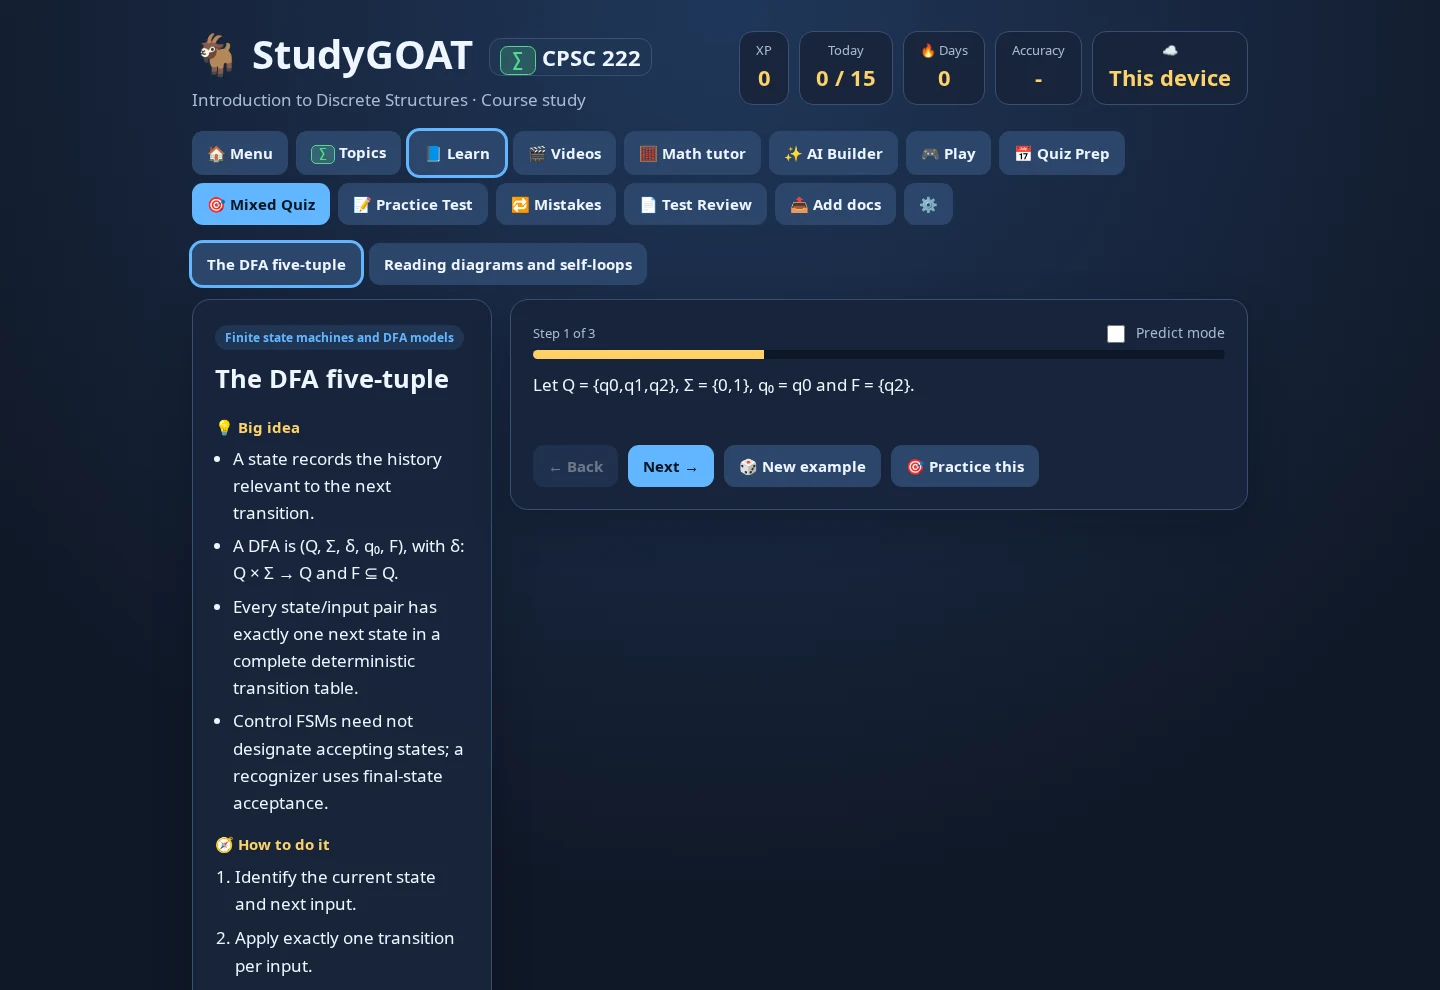 StudyGOAT
∑ CPSC 222
Introduction to Discrete Structures · Course study
XP
0
Today
0 / 15
🔥 Days
0
Accuracy
-
☁️
This device
🏠 Menu
∑ Topics
📘 Learn
🎬 Videos
🧮 Math tutor
✨ AI Builder
🎮 Play
📅 Quiz Prep
🎯 Mixed Quiz
📝 Practice Test
🔁 Mistakes
📄 Test Review
📥 Add docs
⚙️
The DFA five-tuple
Reading diagrams and self-loops
Finite state machines and DFA models
The DFA five-tuple
💡 Big idea
• A state records the history
relevant to the next
transition.
• A DFA is (Q, Σ, δ, q₀, F), with δ:
Q × Σ → Q and F ⊆ Q.
• Every state/input pair has
exactly one next state in a
complete deterministic
transition table.
• Control FSMs need not
designate accepting states; a
recognizer uses final-state
acceptance.
🧭 How to do it
1. Identify the current state
and next input.
2. Apply exactly one transition
per input.
Step 1 of 3
Predict mode
Let Q = {q0,q1,q2}, Σ = {0,1}, q₀ = q0 and F = {q2}.
← Back
Next →
🎲 New example
🎯 Practice this